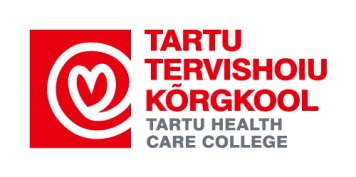 TARTU
TERVISHOIU
KÕRGKOOL
TARTU HEALTH
CARE COLLEGE